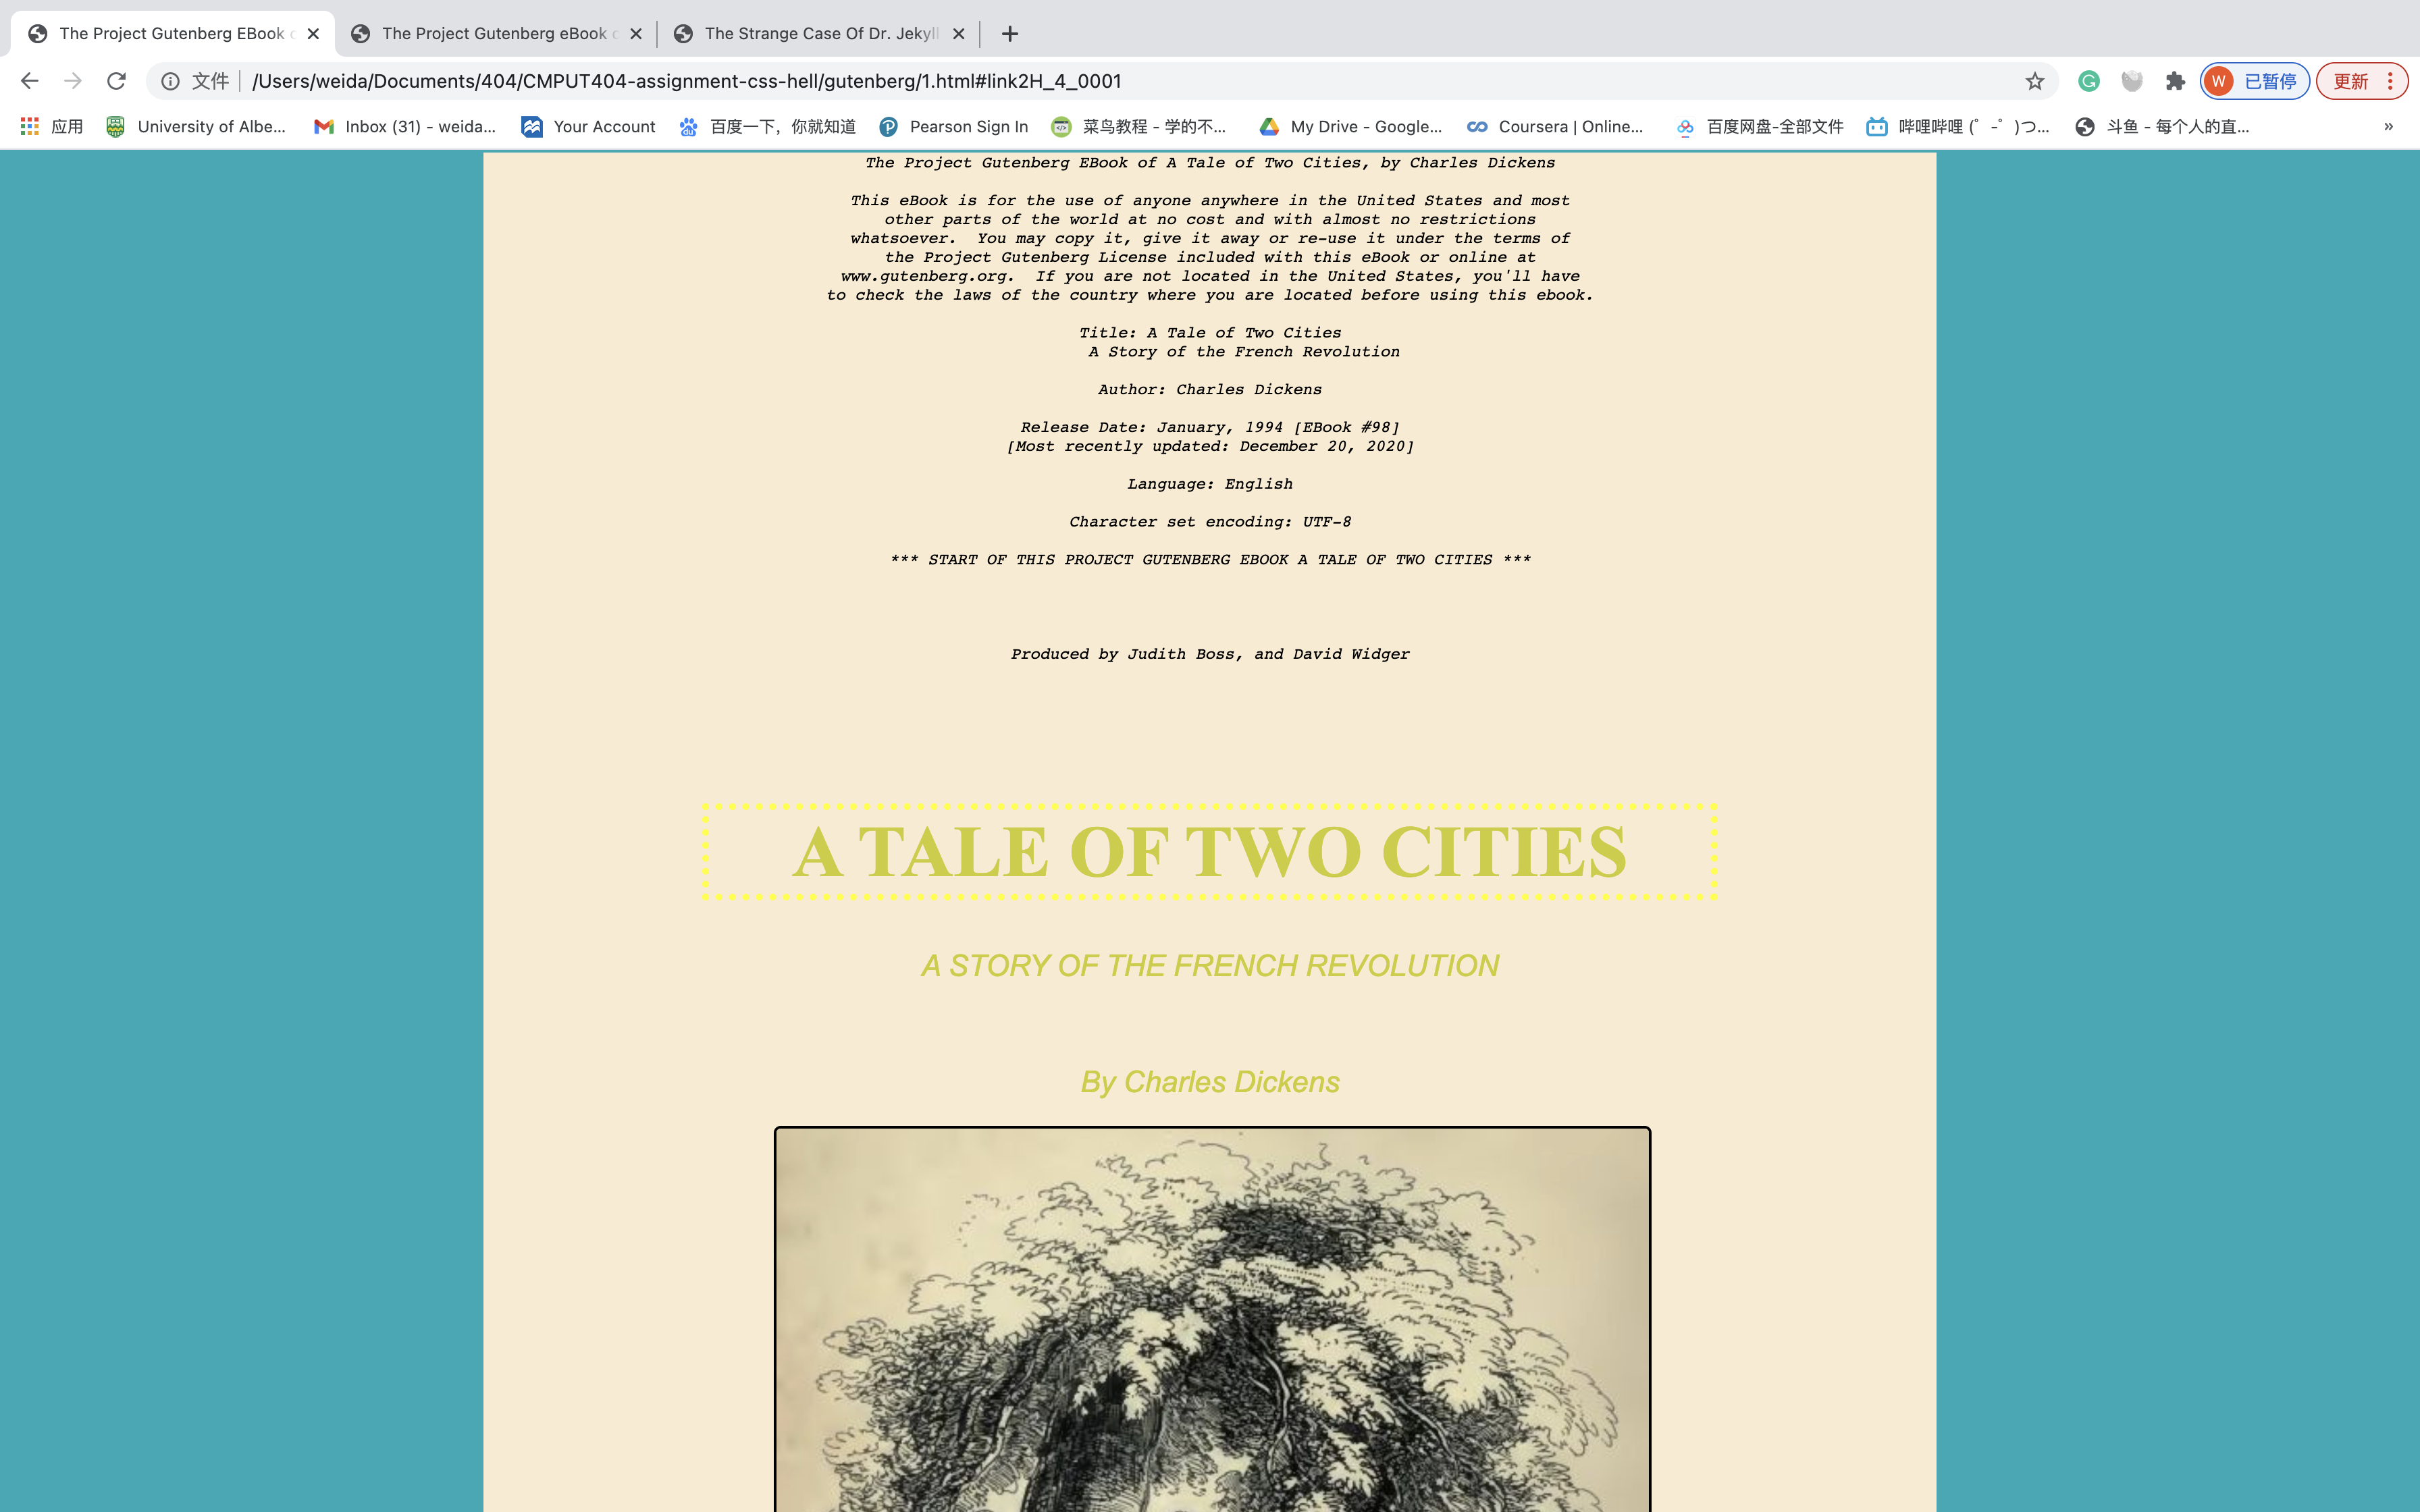 The Project Gutenberg EBook
The Project Gutenberg eBook
The Strange Case Of Dr. Jekyll
文件 /Users/weida/Documents/404/CMPUT404-assignment-css-hell/gutenberg/1.html#link2H_4_0001
W 已暂停 更新
应用 University of Albe... Inbox (31) - weida... Your Account 百度一下，你就知道 Pearson Sign In 菜鸟教程 - 学的不... My Drive - Google... Coursera | Online... 百度网盘-全部文件 哔哩哔哩 (゜-゜)つ... 斗鱼 - 每个人的直... »
The Project Gutenberg EBook of A Tale of Two Cities, by Charles Dickens
This eBook is for the use of anyone anywhere in the United States and most
other parts of the world at no cost and with almost no restrictions
whatsoever.  You may copy it, give it away or re-use it under the terms of
the Project Gutenberg License included with this eBook or online at
www.gutenberg.org.  If you are not located in the United States, you'll have
to check the laws of the country where you are located before using this ebook.
Title: A Tale of Two Cities
A Story of the French Revolution
Author: Charles Dickens
Release Date: January, 1994 [EBook #98]
[Most recently updated: December 20, 2020]
Language: English
Character set encoding: UTF-8
*** START OF THIS PROJECT GUTENBERG EBOOK A TALE OF TWO CITIES ***
Produced by Judith Boss, and David Widger
A TALE OF TWO CITIES
A STORY OF THE FRENCH REVOLUTION
By Charles Dickens